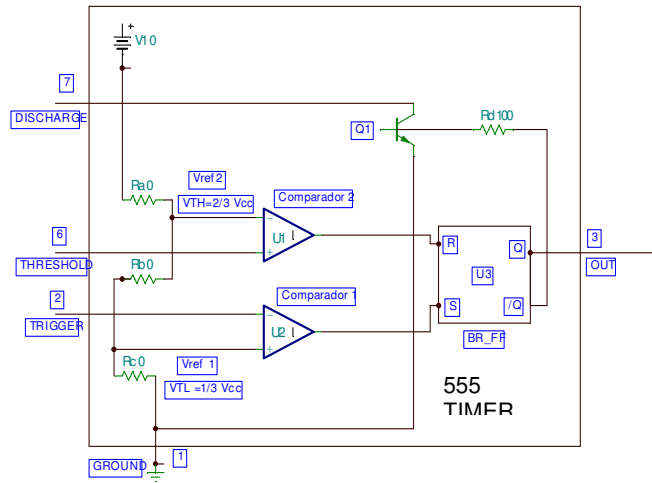 +
V10
7
DISCHARGE
Q1
Rd100
Ra0
Vref 2
VTH=2/3 Vcc
Comparador 2
6
THRESHOLD
U1
R
Q
3
OUT
Rb0
U3
2
TRIGGER
Comparador 1
U2
S
/Q
BR_FF
Rc0
Vref 1
VTL =1/3 Vcc
555
TIMER
GROUND
1